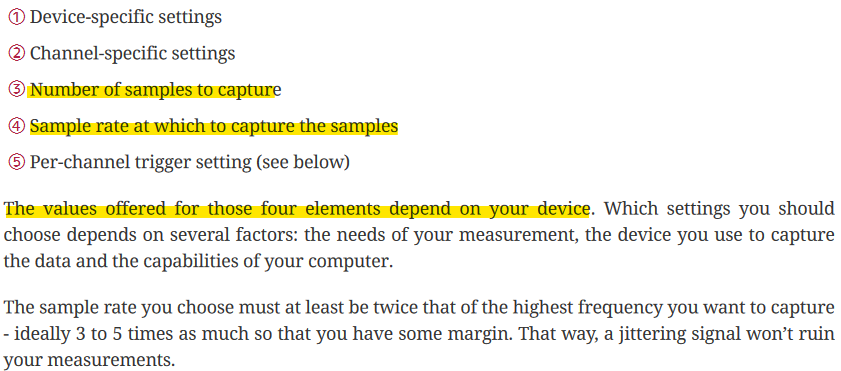 ① Device-specific settings
② Channel-specific settings
③ Number of samples to capture
④ Sample rate at which to capture the samples
⑤ Per-channel trigger setting (see below)
The values offered for those four elements depend on your device. Which settings you should
choose depends on several factors: the needs of your measurement, the device you use to capture
the data and the capabilities of your computer.
The sample rate you choose must at least be twice that of the highest frequency you want to capture
- ideally 3 to 5 times as much so that you have some margin. That way, a jittering signal won’t ruin
your measurements.